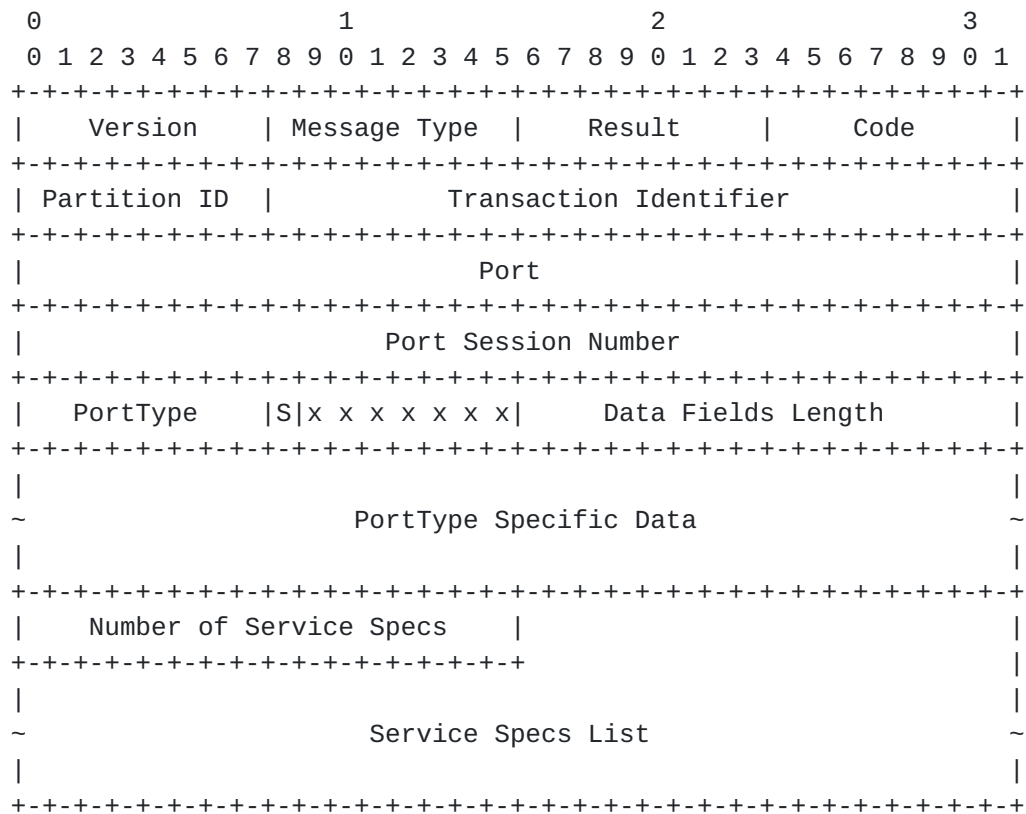 0                   1                   2                   3
 0 1 2 3 4 5 6 7 8 9 0 1 2 3 4 5 6 7 8 9 0 1 2 3 4 5 6 7 8 9 0 1
+-+-+-+-+-+-+-+-+-+-+-+-+-+-+-+-+-+-+-+-+-+-+-+-+-+-+-+-+-+-+-+-+
|    Version    | Message Type  |    Result     |     Code      |
+-+-+-+-+-+-+-+-+-+-+-+-+-+-+-+-+-+-+-+-+-+-+-+-+-+-+-+-+-+-+-+-+
| Partition ID  |           Transaction Identifier              |
+-+-+-+-+-+-+-+-+-+-+-+-+-+-+-+-+-+-+-+-+-+-+-+-+-+-+-+-+-+-+-+-+
|                             Port                              |
+-+-+-+-+-+-+-+-+-+-+-+-+-+-+-+-+-+-+-+-+-+-+-+-+-+-+-+-+-+-+-+-+
|                       Port Session Number                     |
+-+-+-+-+-+-+-+-+-+-+-+-+-+-+-+-+-+-+-+-+-+-+-+-+-+-+-+-+-+-+-+-+
|   PortType    |S|x x x x x x x|     Data Fields Length        |
+-+-+-+-+-+-+-+-+-+-+-+-+-+-+-+-+-+-+-+-+-+-+-+-+-+-+-+-+-+-+-+-+
|                                                               |
~                     PortType Specific Data                    ~
|                                                               |
+-+-+-+-+-+-+-+-+-+-+-+-+-+-+-+-+-+-+-+-+-+-+-+-+-+-+-+-+-+-+-+-+
|    Number of Service Specs    |                               |
+-+-+-+-+-+-+-+-+-+-+-+-+-+-+-+-+                               |
|                                                               |
~                      Service Specs List                       ~
|                                                               |
+-+-+-+-+-+-+-+-+-+-+-+-+-+-+-+-+-+-+-+-+-+-+-+-+-+-+-+-+-+-+-+-+